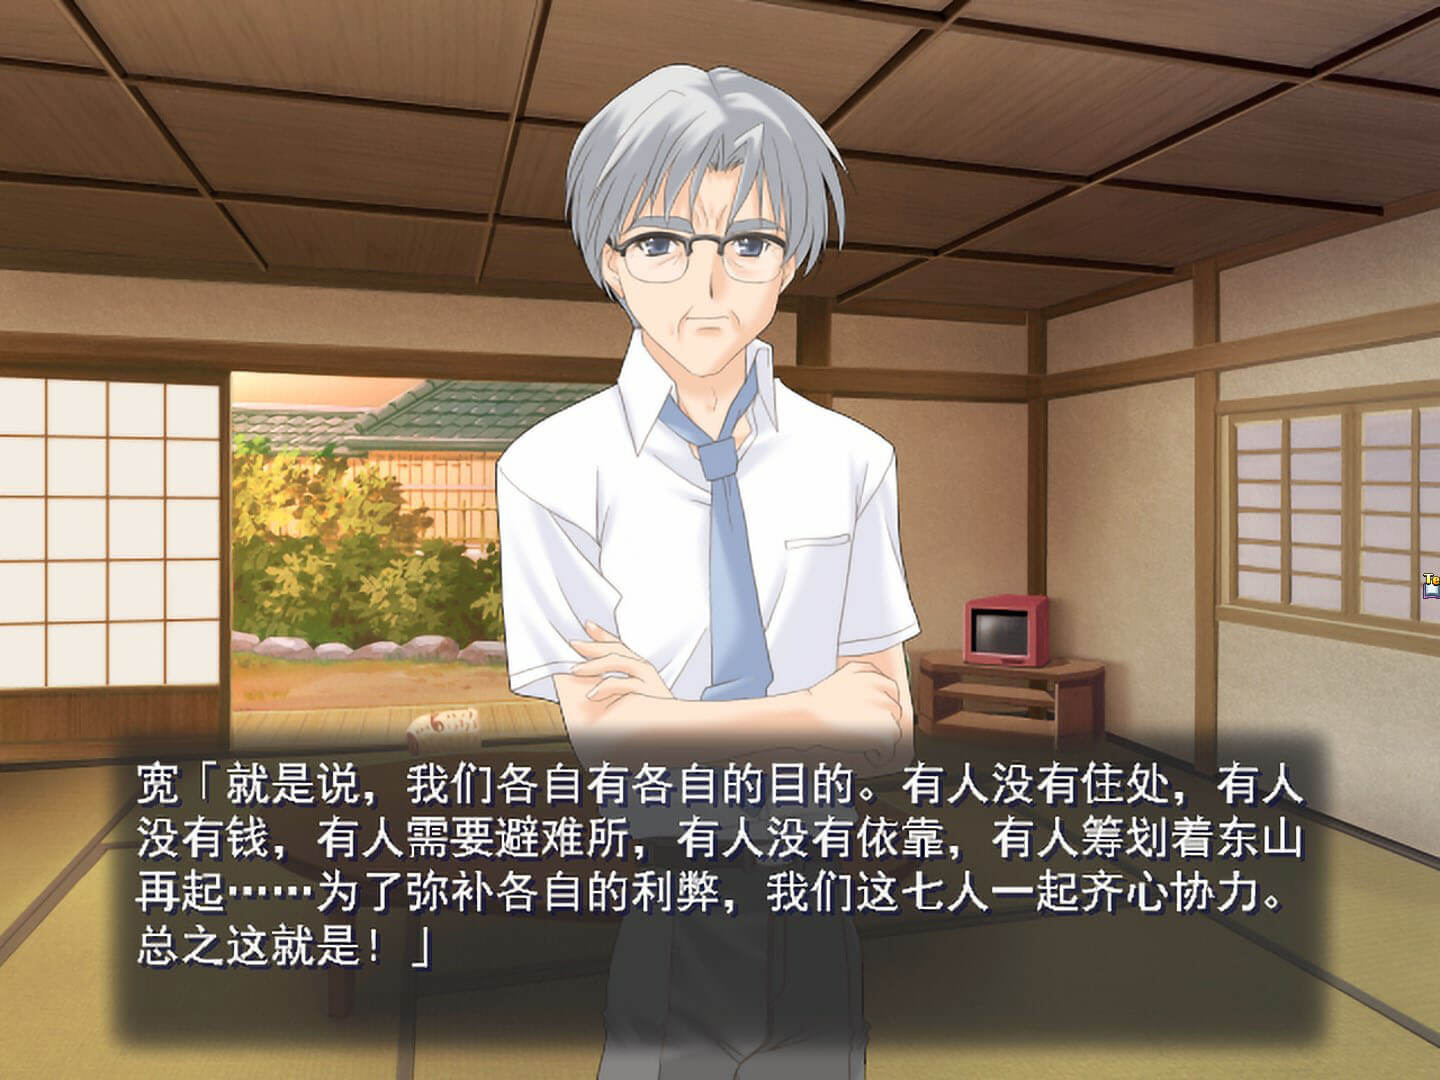 宽「就是说，我们各自有各自的目的。有人没有住处，有人
没有钱，有人需要避难所，有人没有依靠，有人筹划着东山
再起……为了弥补各自的利弊，我们这七人一起齐心协力。
总之这就是！」
Te